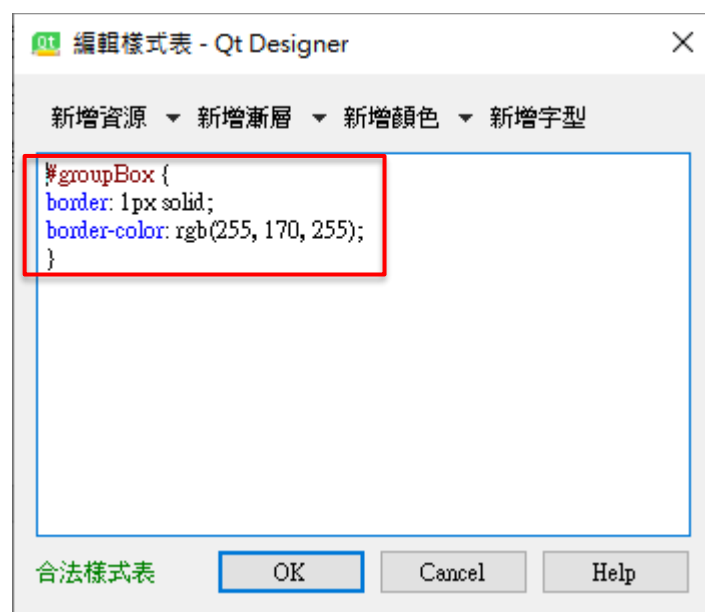 Qt 編輯樣式表 - Qt Designer
新增資源 新增漸層 新增顏色 新增字型
#groupBox {
border: 1px solid;
border-color: rgb(255, 170, 255);
}
合法樣式表 OK Cancel Help